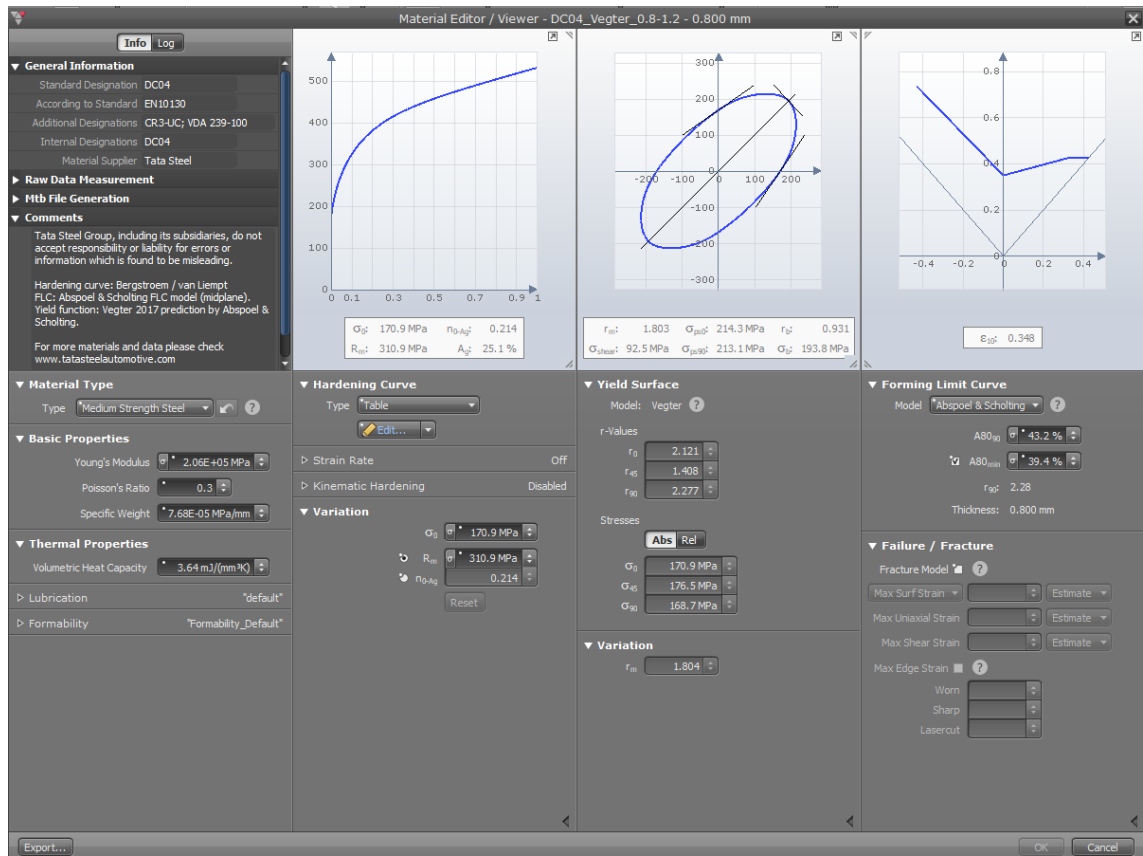 Material Editor / Viewer - DC04_Vegter_0.8-1.2 - 0.800 mm
Info Log
General Information
Standard Designation DC04
According to Standard EN10130
Additional Designations CR3-UC; VDA 239-100
Internal Designations DC04
Material Supplier Tata Steel
Raw Data Measurement
Mtb File Generation
Comments
Tata Steel Group, including its subsidiaries, do not
accept responsibility or liability for errors or
information which is found to be misleading.
Hardening curve: Bergstroem / van Liempt
FLC: Abspoel & Scholting FLC model (midplane).
Yield function: Vegter 2017 prediction by Abspoel &
Scholting.
For more materials and data please check
www.tatasteelautomotive.com
500
400
300
200
100
0
0 0.1 0.3 0.5 0.7 0.9 1
σ0: 170.9 MPa n0-Ag: 0.214
Rm: 310.9 MPa Ag: 25.1 %
300
200
100
-200 -100 0 100 200
-100
-200
-300
rm: 1.803 σps0: 214.3 MPa rb: 0.931
σshear: 92.5 MPa σps90: 213.1 MPa σb: 193.8 MPa
0.8
0.6
0.4
0.2
-0.4 -0.2 0 0.2 0.4
ε10: 0.348
Material Type
Type Medium Strength Steel ?
Basic Properties
Young's Modulus σ 2.06E+05 MPa
Poisson's Ratio 0.3
Specific Weight 7.68E-05 MPa/mm
Thermal Properties
Volumetric Heat Capacity 3.64 mJ/(mm³K)
Lubrication "default"
Formability "Formability_Default"
Hardening Curve
Type Table
Edit...
Strain Rate Off
Kinematic Hardening Disabled
Variation
σ0 σ 170.9 MPa
Rm σ 310.9 MPa
n0-Ag 0.214
Reset
Yield Surface
Model: Vegter ?
r-Values
r0 2.121
r45 1.408
r90 2.277
Stresses
Abs Rel
σ0 170.9 MPa
σ45 176.5 MPa
σ90 168.7 MPa
Variation
rm 1.804
Forming Limit Curve
Model Abspoel & Scholting ?
A8090 σ 43.2 %
A80min σ 39.4 %
r90: 2.28
Thickness: 0.800 mm
Failure / Fracture
Fracture Model ?
Max Surf Strain Estimate
Max Uniaxial Strain Estimate
Max Shear Strain Estimate
Max Edge Strain ?
Worn
Sharp
Lasercut
Export... OK Cancel